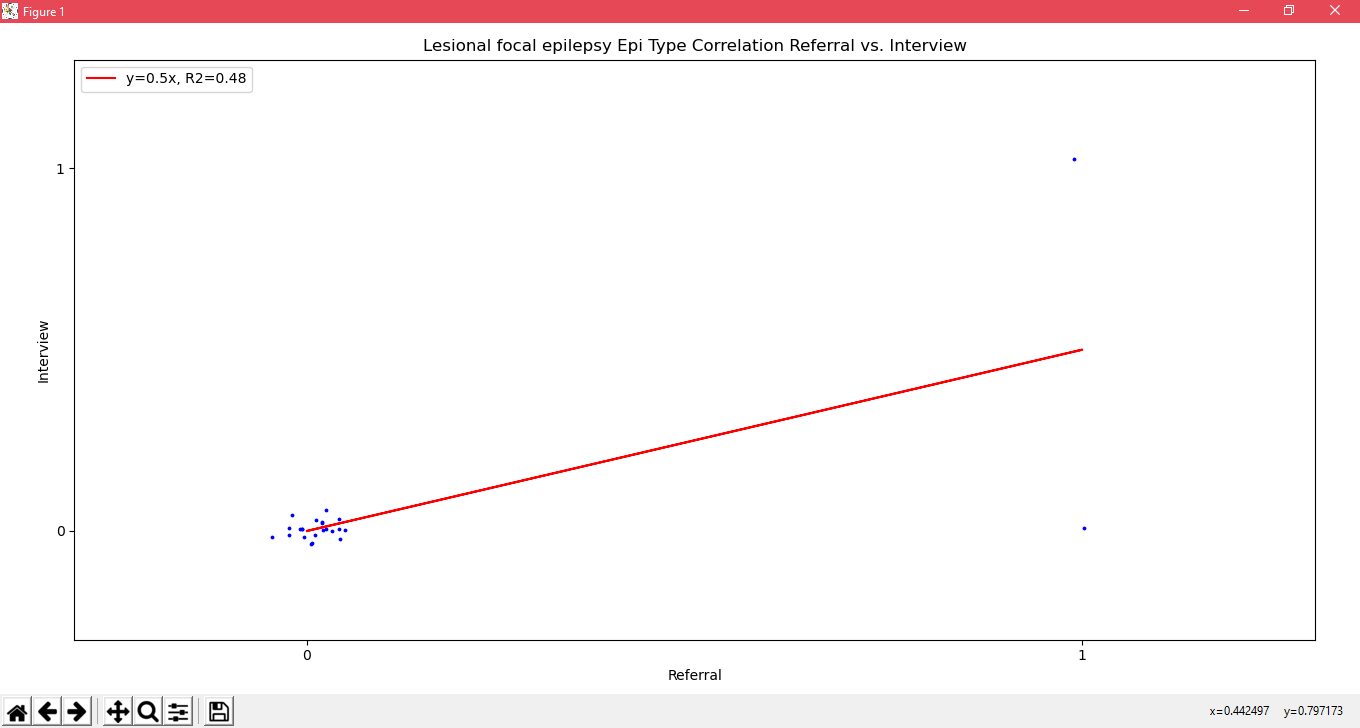 Figure 1
Lesional focal epilepsy Epi Type Correlation Referral vs. Interview
y=0.5x, R2=0.48
1
Interview
0
0 1
Referral
x=0.442497 y=0.797173